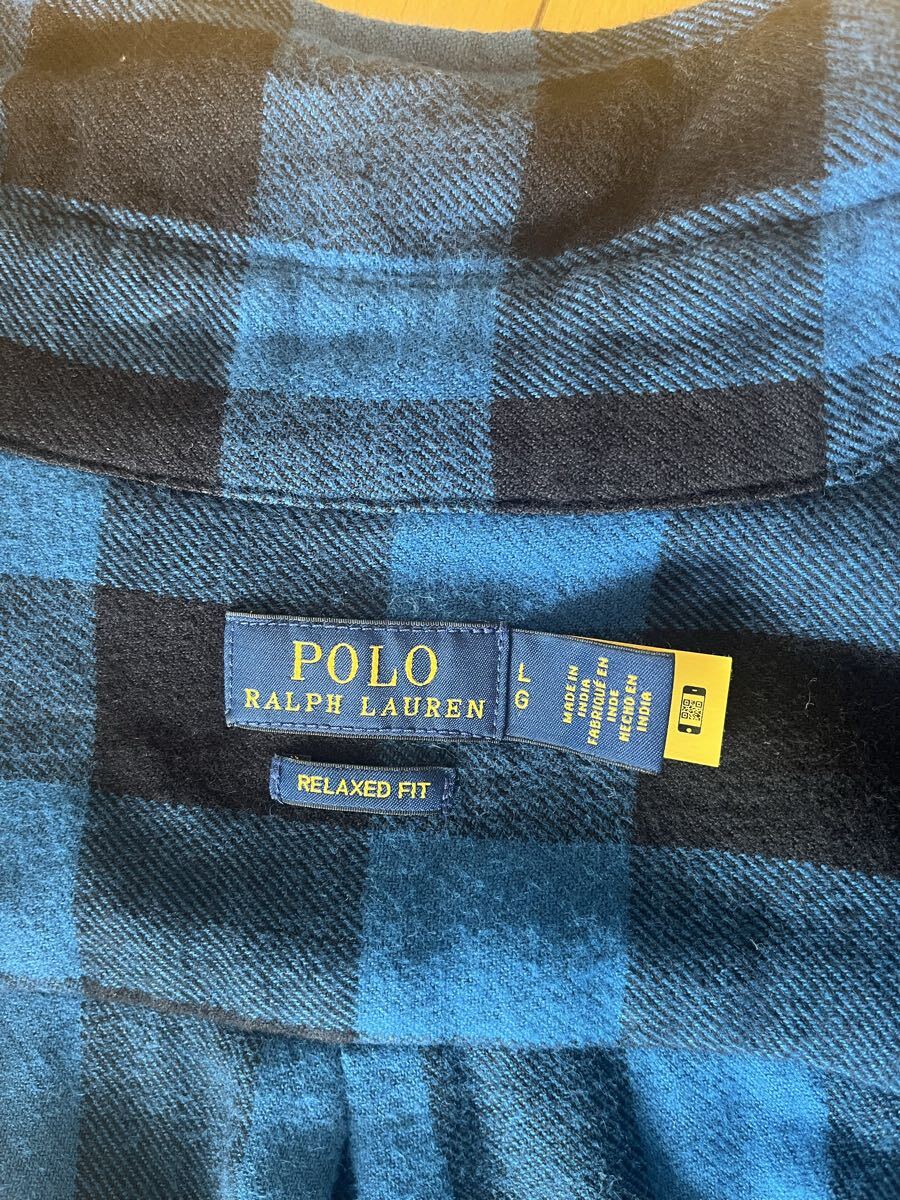 POLO
RALPH LAUREN
L
G
MADE IN
INDIA
FABRIQUÉ EN
INDE
HECHO EN
INDIA
RELAXED FIT